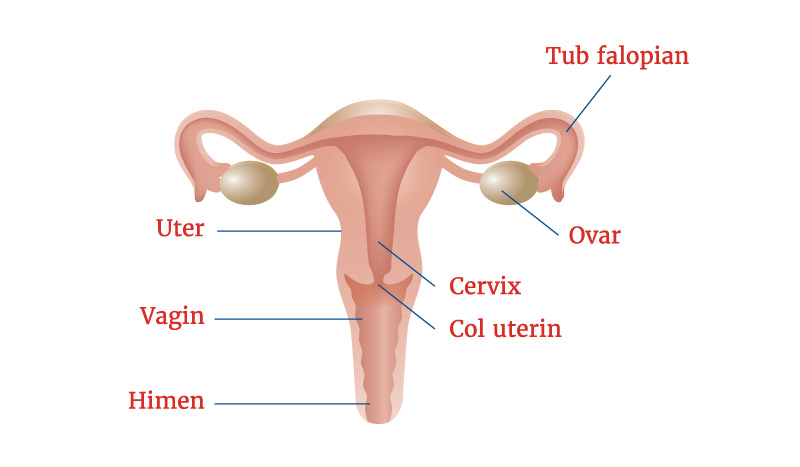 Tub falopian
Uter
Ovar
Cervix
Vagin
Col uterin
Himen